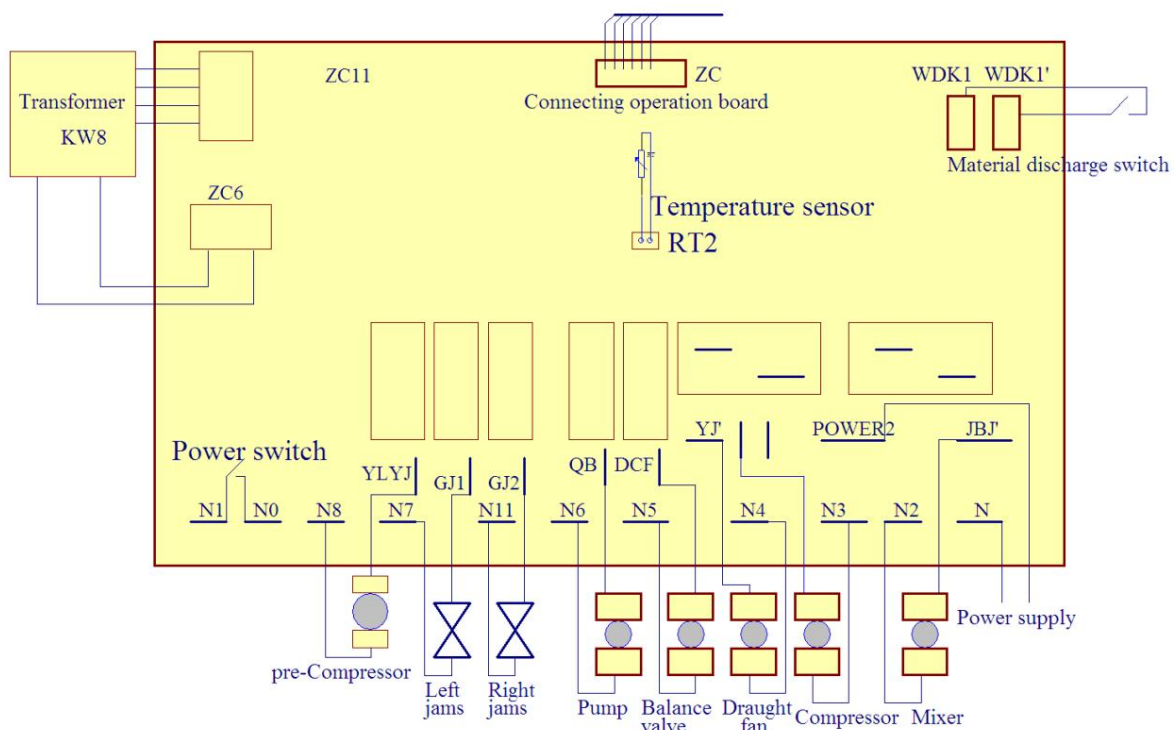 ZC11
ZC
WDK1 WDK1'
Transformer
KW8
Connecting operation board
Material discharge switch
ZC6
Temperature sensor
RT2
Power switch
YLYJ
GJ1
GJ2
QB
DCF
YJ'
POWER2
JBJ'
N1 N0 N8 N7 N11 N6 N5 N4 N3 N2 N
Power supply
pre-Compressor
Left
jams
Right
jams
Pump
Balance
valve
Draught
fan
Compressor
Mixer